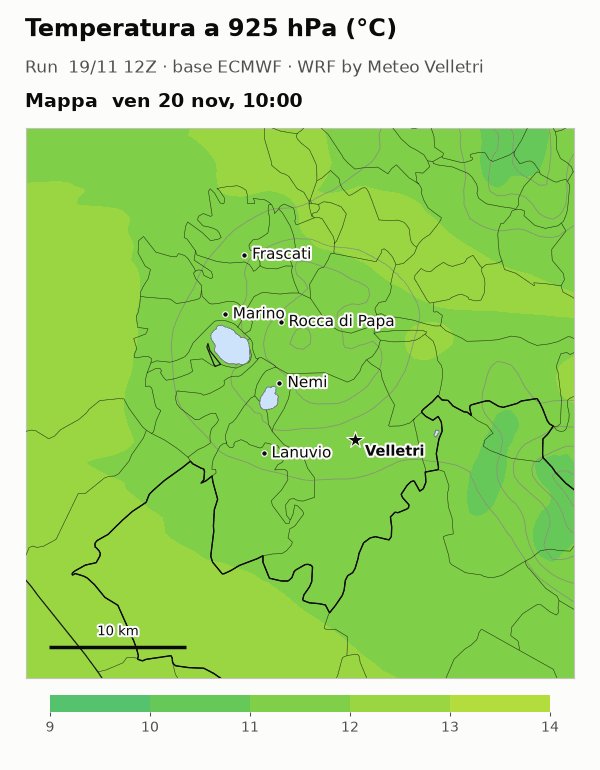 Temperatura a 925 hPa (°C)
Run  19/11 12Z · base ECMWF · WRF by Meteo Velletri
Mappa  ven 20 nov, 10:00
Frascati
Marino
Rocca di Papa
Nemi
Velletri
Lanuvio
10 km
9 10 11 12 13 14